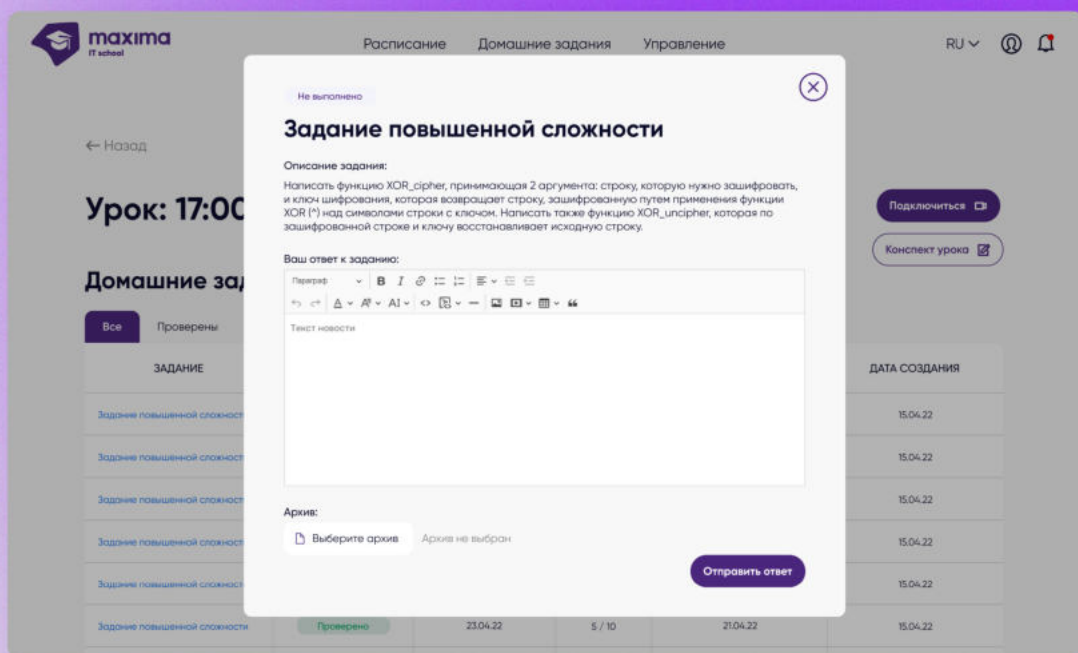 maxima
IT school
Расписание Домашние задания Управление RU
Не выполнено
← Назад
Задание повышенной сложности
Описание задания:
Написать функцию XOR_cipher, принимающая 2 аргумента: строку, которую нужно зашифровать,
и ключ шифрования, которая возвращает строку, зашифрованную путем применения функции
XOR (^) над символами строки с ключом. Написать также функцию XOR_uncipher, которая по
зашифрованной строке и ключу восстанавливает исходную строку.
Урок: 17:00
Подключиться
Конспект урока
Ваш ответ к заданию:
Параграф
Домашние
Текст новости
Все Проверены
ЗАДАНИЕ ДАТА СОЗДАНИЯ
Задание повышенной 15.04.22
Задание повышенной 15.04.22
Задание повышенной 15.04.22
Архив:
Выберите архив Архив не выбран
Задание повышенной 15.04.22
Отправить ответ
Задание повышенной 15.04.22
Задание повышенной сложности Проверено 23.04.22 5 / 10 21.04.22 15.04.22